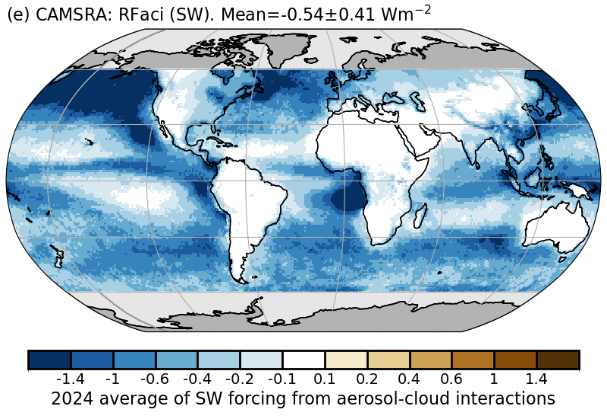 (e) CAMSRA: RFaci (SW). Mean=-0.54±0.41 Wm⁻²
-1.4 -1 -0.6 -0.4 -0.2 -0.1 0.1 0.2 0.4 0.6 1 1.4
2024 average of SW forcing from aerosol-cloud interactions